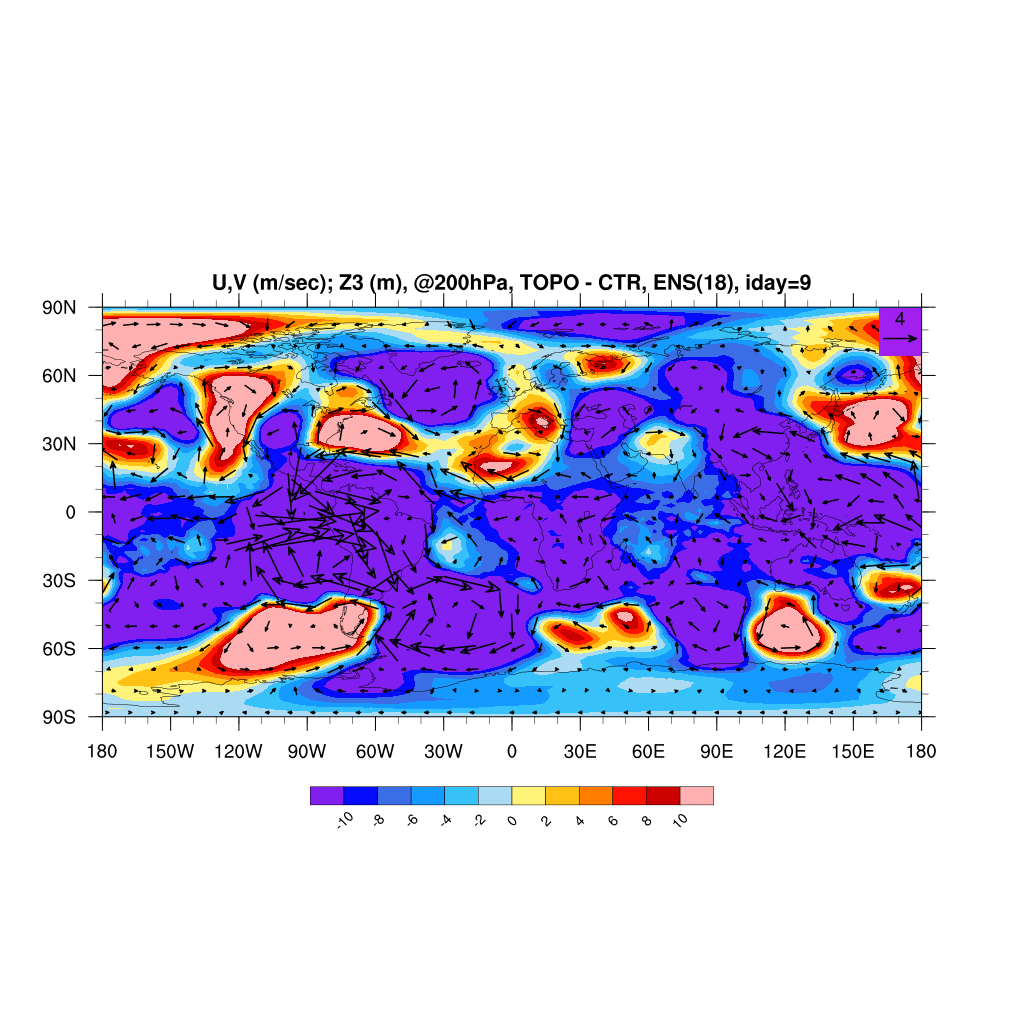 U,V (m/sec); Z3 (m), @200hPa, TOPO - CTR, ENS(18), iday=9
4
90N
60N
30N
0
30S
60S
90S
180 150W 120W 90W 60W 30W 0 30E 60E 90E 120E 150E 180
-10 -8 -6 -4 -2 0 2 4 6 8 10